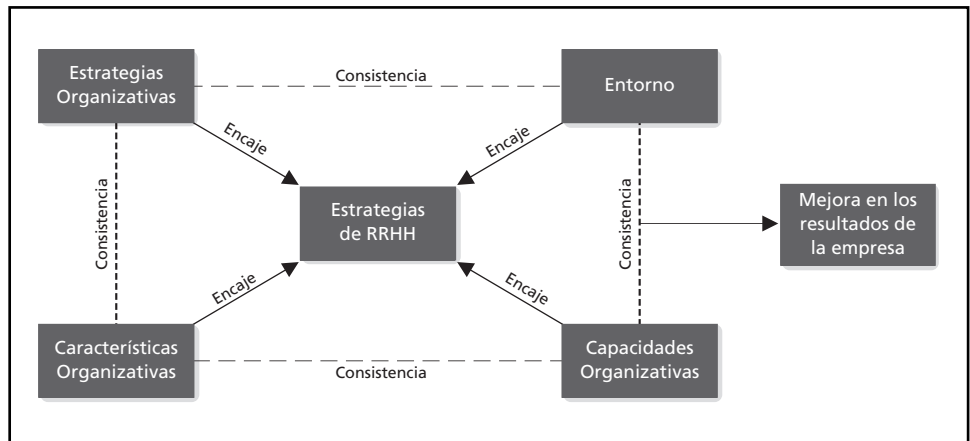 Estrategias
Organizativas
Consistencia
Entorno
Encaje
Encaje
Consistencia
Estrategias
de RRHH
Consistencia
Mejora en los
resultados de
la empresa
Encaje
Encaje
Características
Organizativas
Consistencia
Capacidades
Organizativas